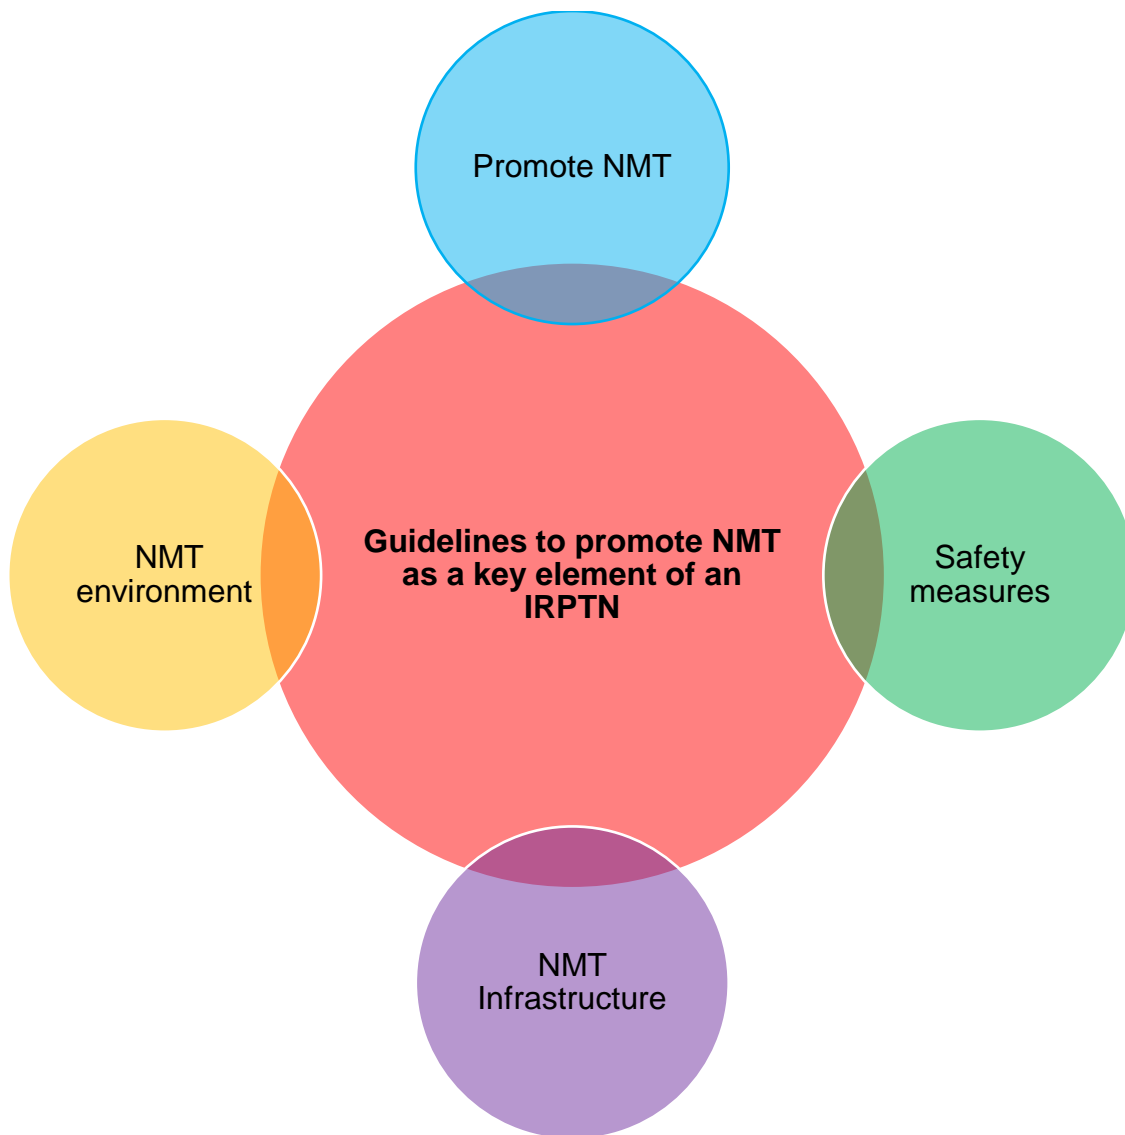 Promote NMT
Guidelines to promote NMT
as a key element of an
IRPTN
NMT
environment
Safety
measures
NMT
Infrastructure